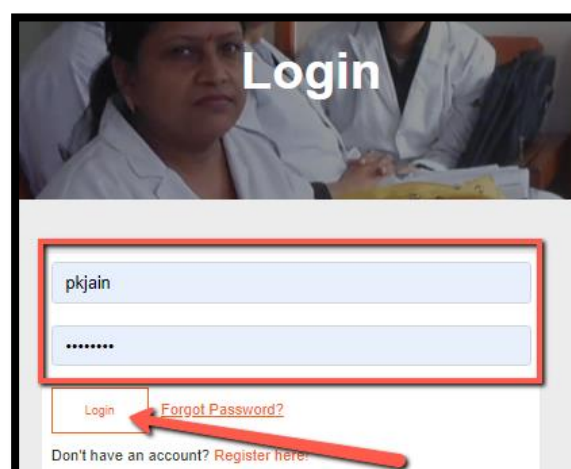 Login
pkjain
••••••••
Login Forgot Password?
Don't have an account? Register here!